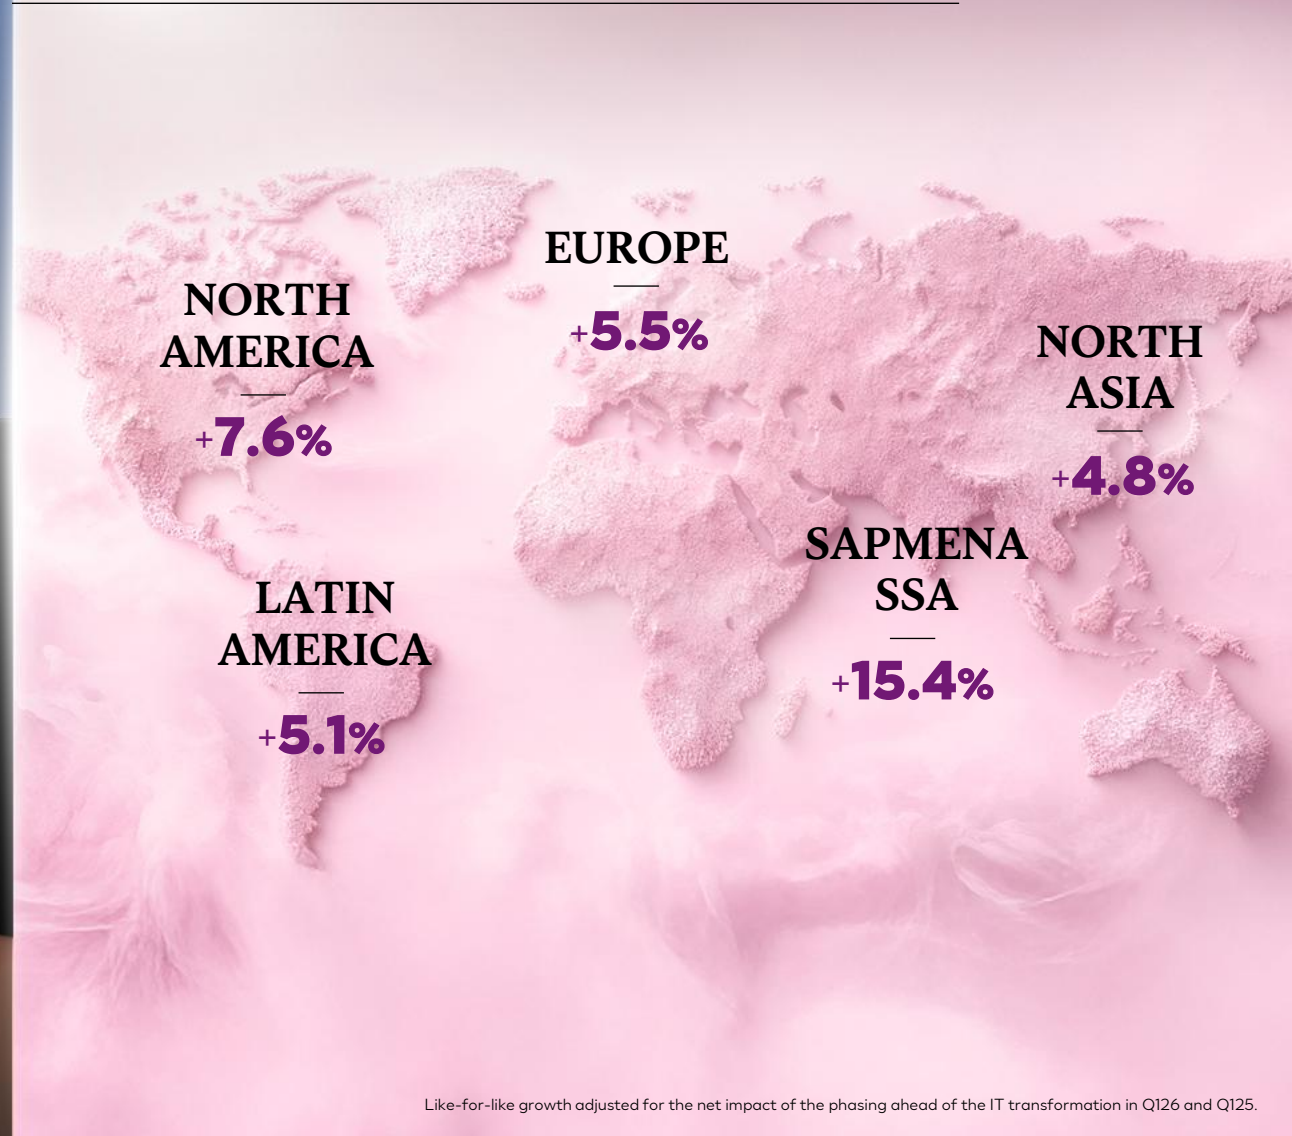 EUROPE
+5.5%
NORTH
AMERICA
+7.6%
NORTH
ASIA
+4.8%
SAPMENA
SSA
+15.4%
LATIN
AMERICA
+5.1%
Like-for-like growth adjusted for the net impact of the phasing ahead of the IT transformation in Q126 and Q125.